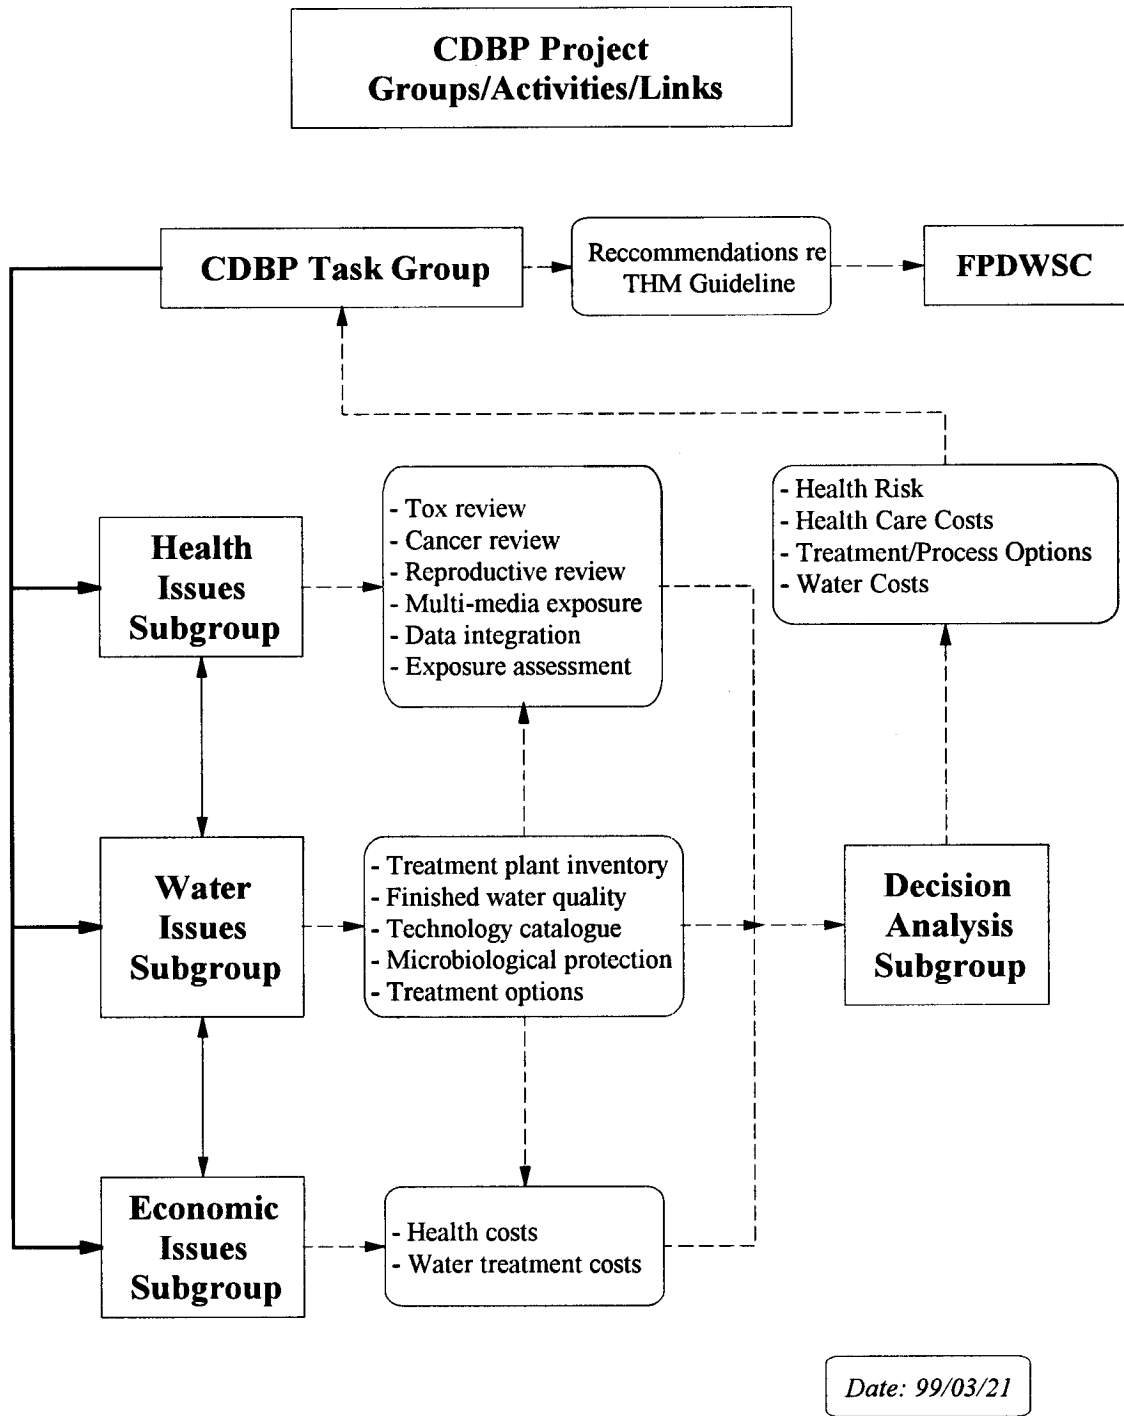 CDBP Project
Groups/Activities/Links
CDBP Task Group
Reccommendations re
THM Guideline
FPDWSC
Health
Issues
Subgroup
- Tox review
- Cancer review
- Reproductive review
- Multi-media exposure
- Data integration
- Exposure assessment
- Health Risk
- Health Care Costs
- Treatment/Process Options
- Water Costs
Water
Issues
Subgroup
- Treatment plant inventory
- Finished water quality
- Technology catalogue
- Microbiological protection
- Treatment options
Decision
Analysis
Subgroup
Economic
Issues
Subgroup
- Health costs
- Water treatment costs
Date: 99/03/21